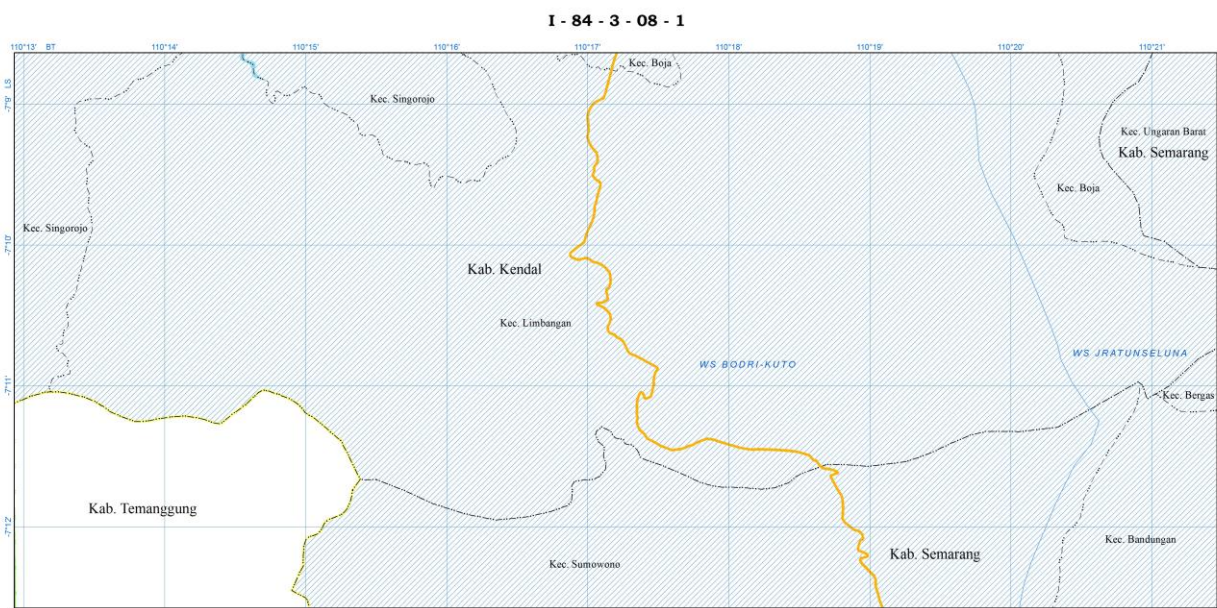 I - 84 - 3 - 08 - 1
110°13' BT 110°14' 110°15' 110°16' 110°17' 110°18' 110°19' 110°20' 110°21'
LS
-7°9'
Kec. Boja
Kec. Singorojo
Kec. Ungaran Barat
Kab. Semarang
Kec. Boja
Kec. Singorojo
-7°10'
Kab. Kendal
Kec. Limbangan
WS BODRI-KUTO
WS JRATUNSELUNA
-7°11'
Kec. Bergas
Kab. Temanggung
-7°12'
Kec. Bandungan
Kab. Semarang
Kec. Sumowono